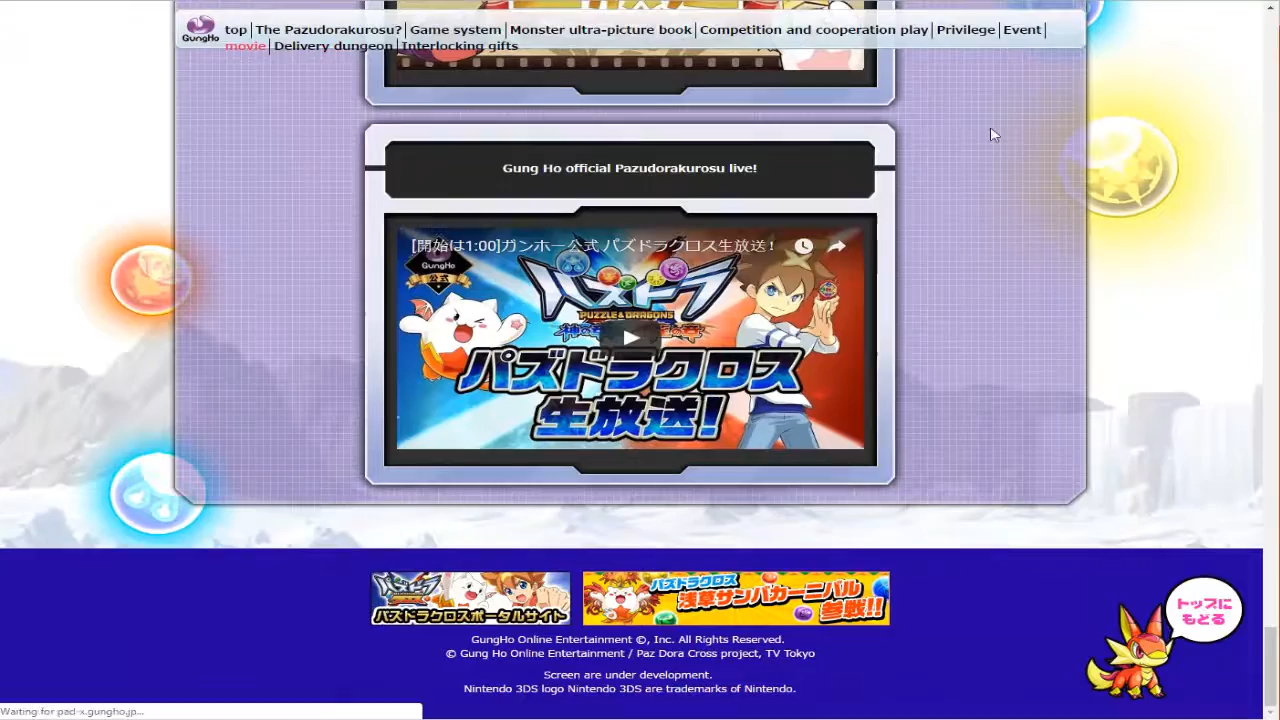 GungHo top The Pazudorakurosu? Game system Monster ultra-picture book Competition and cooperation play Privilege Event
movie Delivery dungeon Interlocking gifts
Gung Ho official Pazudorakurosu live!
[開始は1:00]ガンホー公式 パズドラクロス生放送！
GungHo
公式
パズドラ
PUZZLE & DRAGONS
パズドラクロス
生放送!
パズドラクロスポータルサイト
パズドラクロス
浅草サンバカーニバル
参戦!!
トップに
もどる
GungHo Online Entertainment ©, Inc. All Rights Reserved.
© Gung Ho Online Entertainment / Paz Dora Cross project, TV Tokyo
Screen are under development.
Nintendo 3DS logo Nintendo 3DS are trademarks of Nintendo.
Waiting for pad-x.gungho.jp...